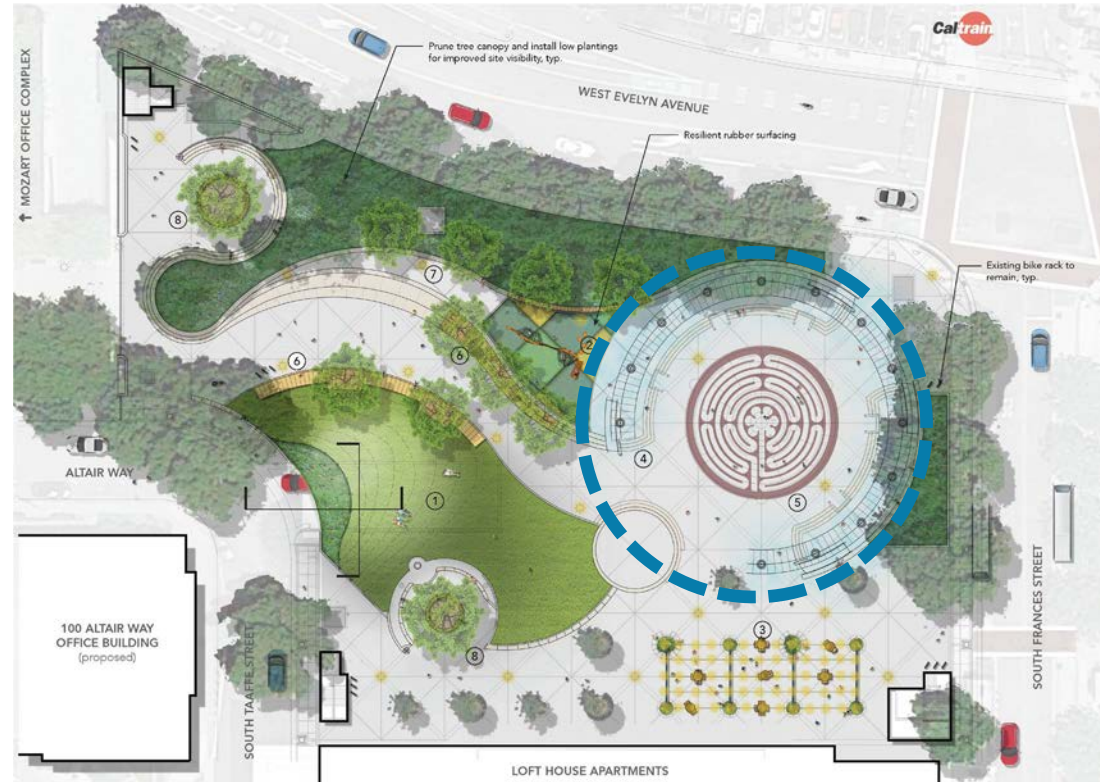 Caltrain
Prune tree canopy and install low plantings
for improved site visibility, typ.
WEST EVELYN AVENUE
Resilient rubber surfacing
MOZART OFFICE COMPLEX
8
7
Existing bike rack to
remain, typ.
2
6
6
4
5
1
ALTAIR WAY
100 ALTAIR WAY
OFFICE BUILDING
(proposed)
SOUTH TAAFFE STREET
3
8
SOUTH FRANCES STREET
LOFT HOUSE APARTMENTS